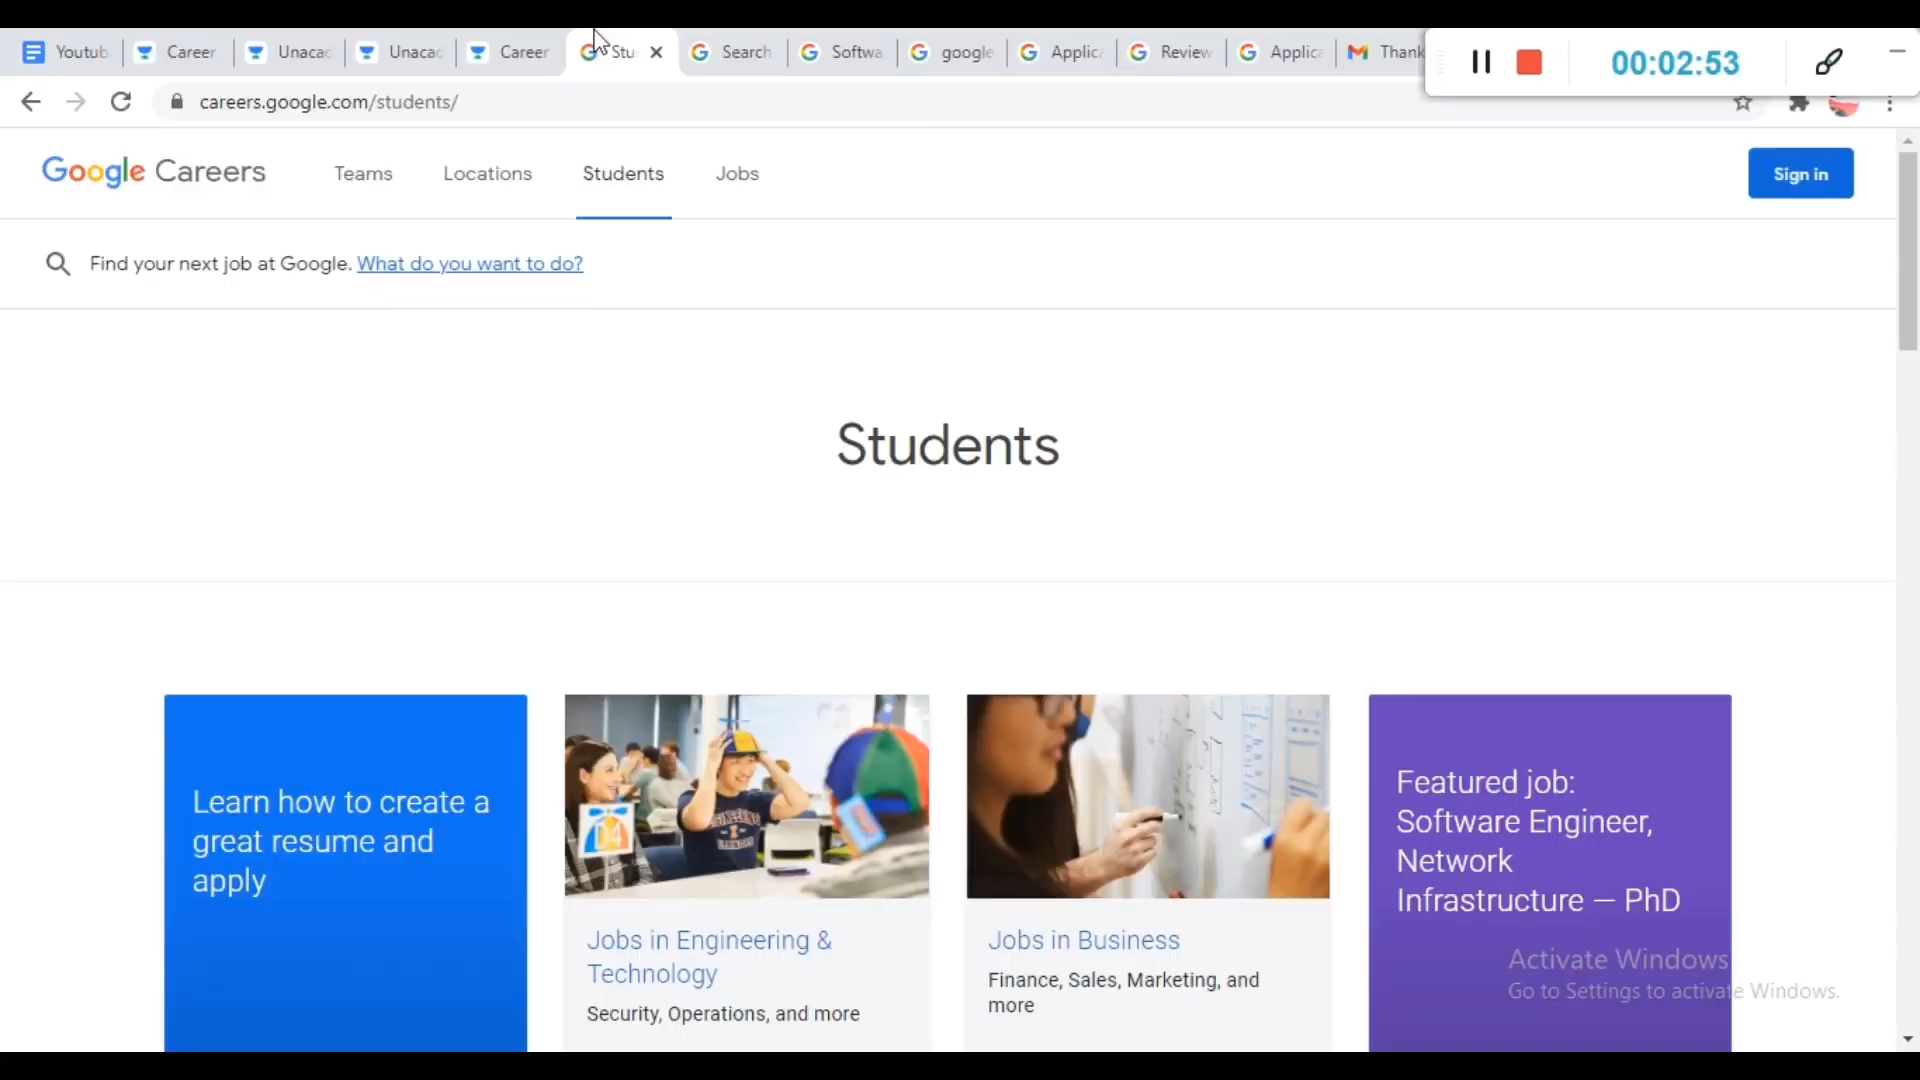 Youtub
Career
Unacac
Unacac
Career
Stu
Search
Softwa
google
Applica
Review
Applica
Thank
00:02:53
careers.google.com/students/
Google Careers
Teams
Locations
Students
Jobs
Sign in
Find your next job at Google. What do you want to do?
Students
Learn how to create a
great resume and
apply
Jobs in Engineering &
Technology
Security, Operations, and more
Jobs in Business
Finance, Sales, Marketing, and
more
Featured job:
Software Engineer,
Network
Infrastructure — PhD
Activate Windows
Go to Settings to activate Windows.